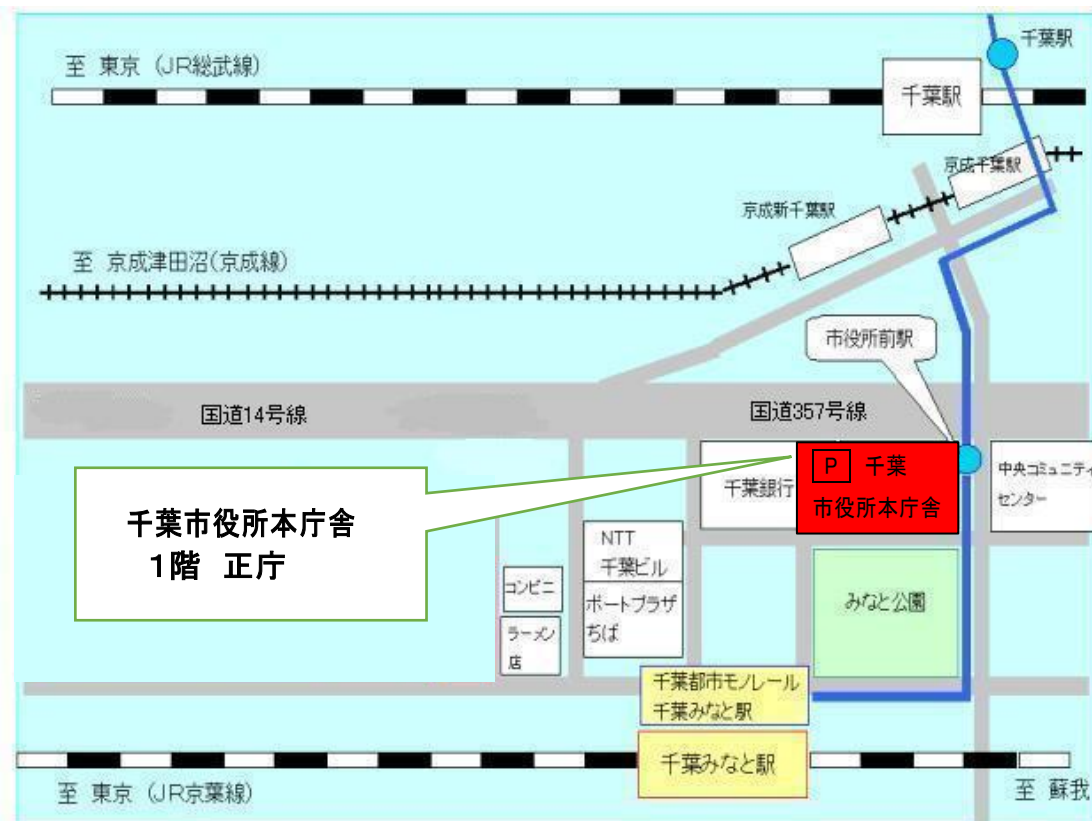 千葉駅
至 東京 (JR総武線)
千葉駅
京成千葉駅
京成新千葉駅
至 京成津田沼(京成線)
市役所前駅
国道14号線
国道357号線
P 千葉
市役所本庁舎
千葉銀行
中央コミュニティ
センター
千葉市役所本庁舎
1階 正庁
NTT
千葉ビル
コンビニ
ポートプラザ
ちば
みなと公園
ラーメン
店
千葉都市モノレール
千葉みなと駅
千葉みなと駅
至 東京 (JR京葉線)
至 蘇我